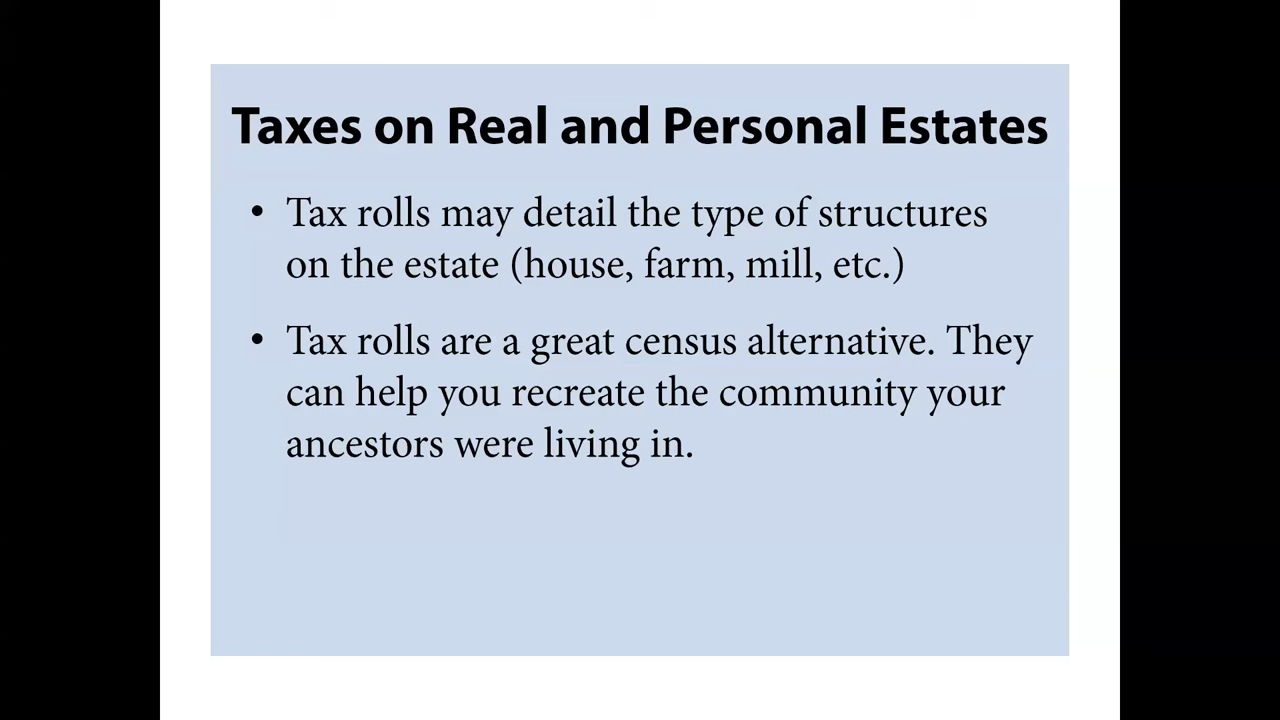 Taxes on Real and Personal Estates
• Tax rolls may detail the type of structures
on the estate (house, farm, mill, etc.)
• Tax rolls are a great census alternative. They
can help you recreate the community your
ancestors were living in.